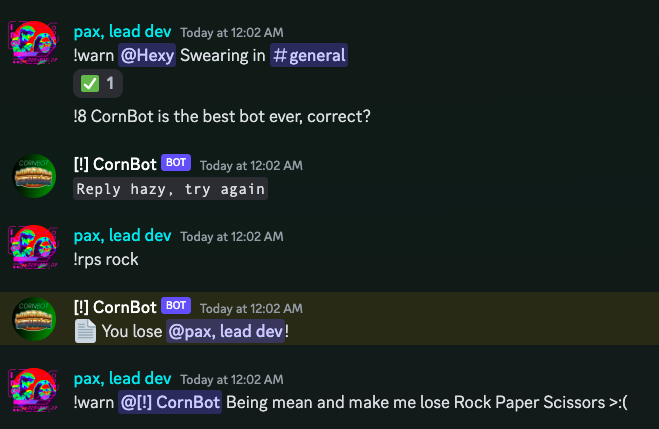 pax, lead dev Today at 12:02 AM
!warn @Hexy Swearing in #general
✅ 1
!8 CornBot is the best bot ever, correct?
CORNBOT
[!] CornBot BOT Today at 12:02 AM
Reply hazy, try again
pax, lead dev Today at 12:02 AM
!rps rock
CORNBOT
[!] CornBot BOT Today at 12:02 AM
📄 You lose @pax, lead dev!
pax, lead dev Today at 12:02 AM
!warn @[!] CornBot Being mean and make me lose Rock Paper Scissors >:(